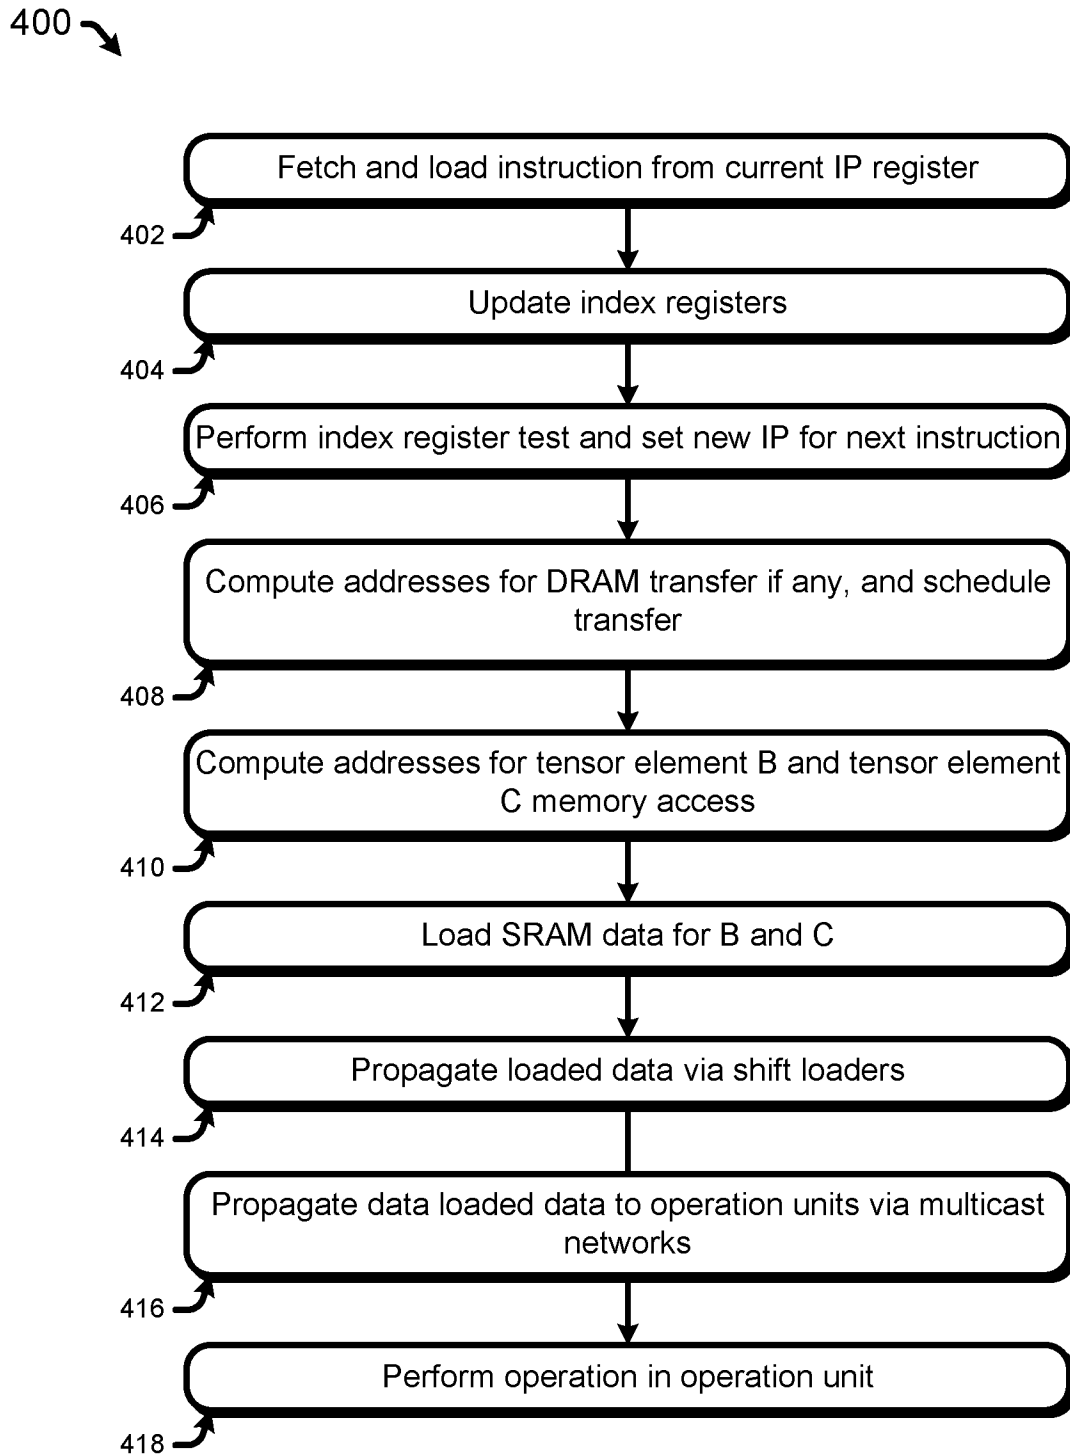 400
Fetch and load instruction from current IP register
402
Update index registers
404
Perform index register test and set new IP for next instruction
406
Compute addresses for DRAM transfer if any, and schedule
transfer
408
Compute addresses for tensor element B and tensor element
C memory access
410
Load SRAM data for B and C
412
Propagate loaded data via shift loaders
414
Propagate data loaded data to operation units via multicast
networks
416
Perform operation in operation unit
418